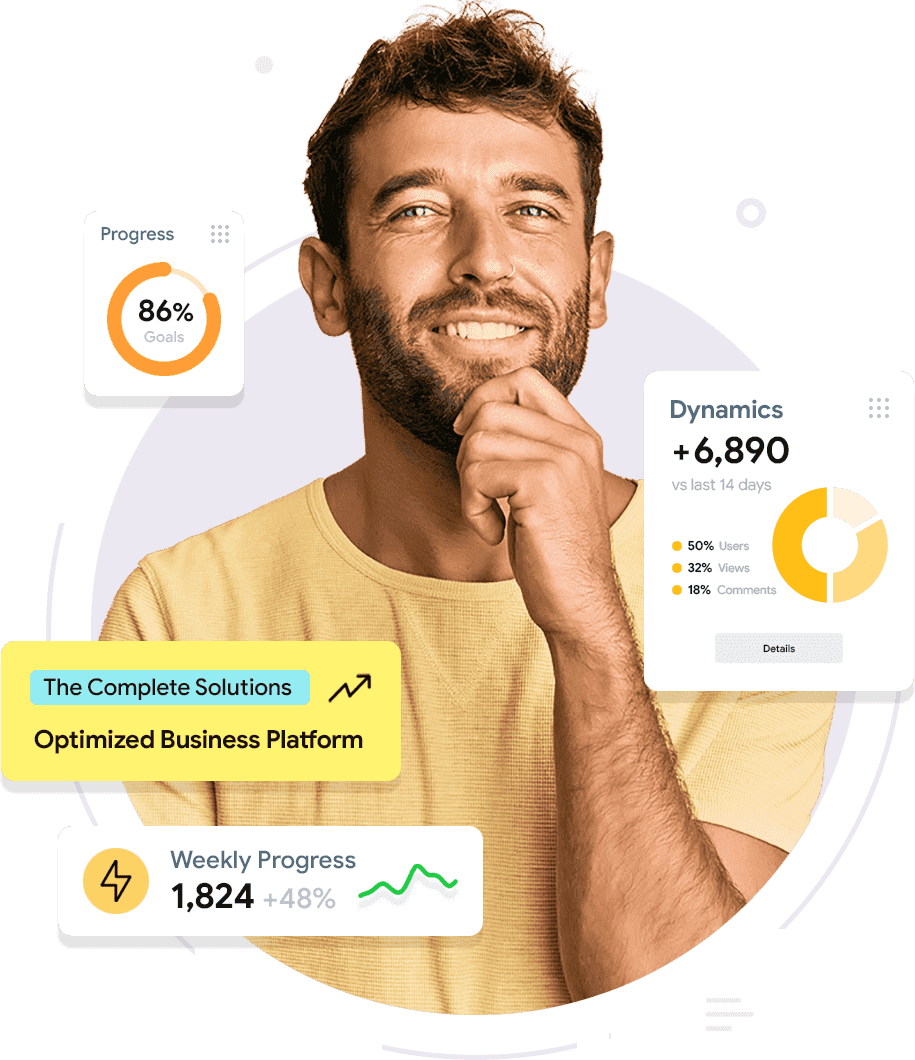 Progress
86%
Goals
Dynamics
+6,890
vs last 14 days
50% Users
32% Views
18% Comments
Details
The Complete Solutions
Optimized Business Platform
Weekly Progress
1,824 +48%